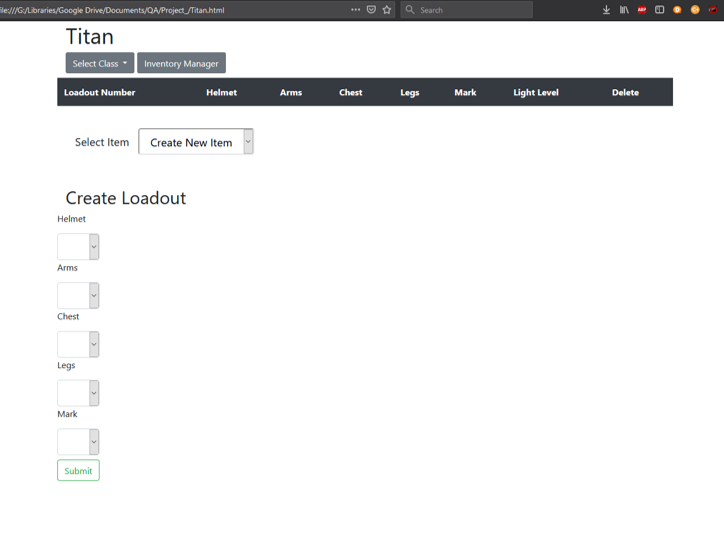 ile:///G:/Libraries/Google Drive/Documents/QA/Project_/Titan.html
Search
Titan
Select Class Inventory Manager
Loadout Number Helmet Arms Chest Legs Mark Light Level Delete
Select Item Create New Item
Create Loadout
Helmet
Arms
Chest
Legs
Mark
Submit